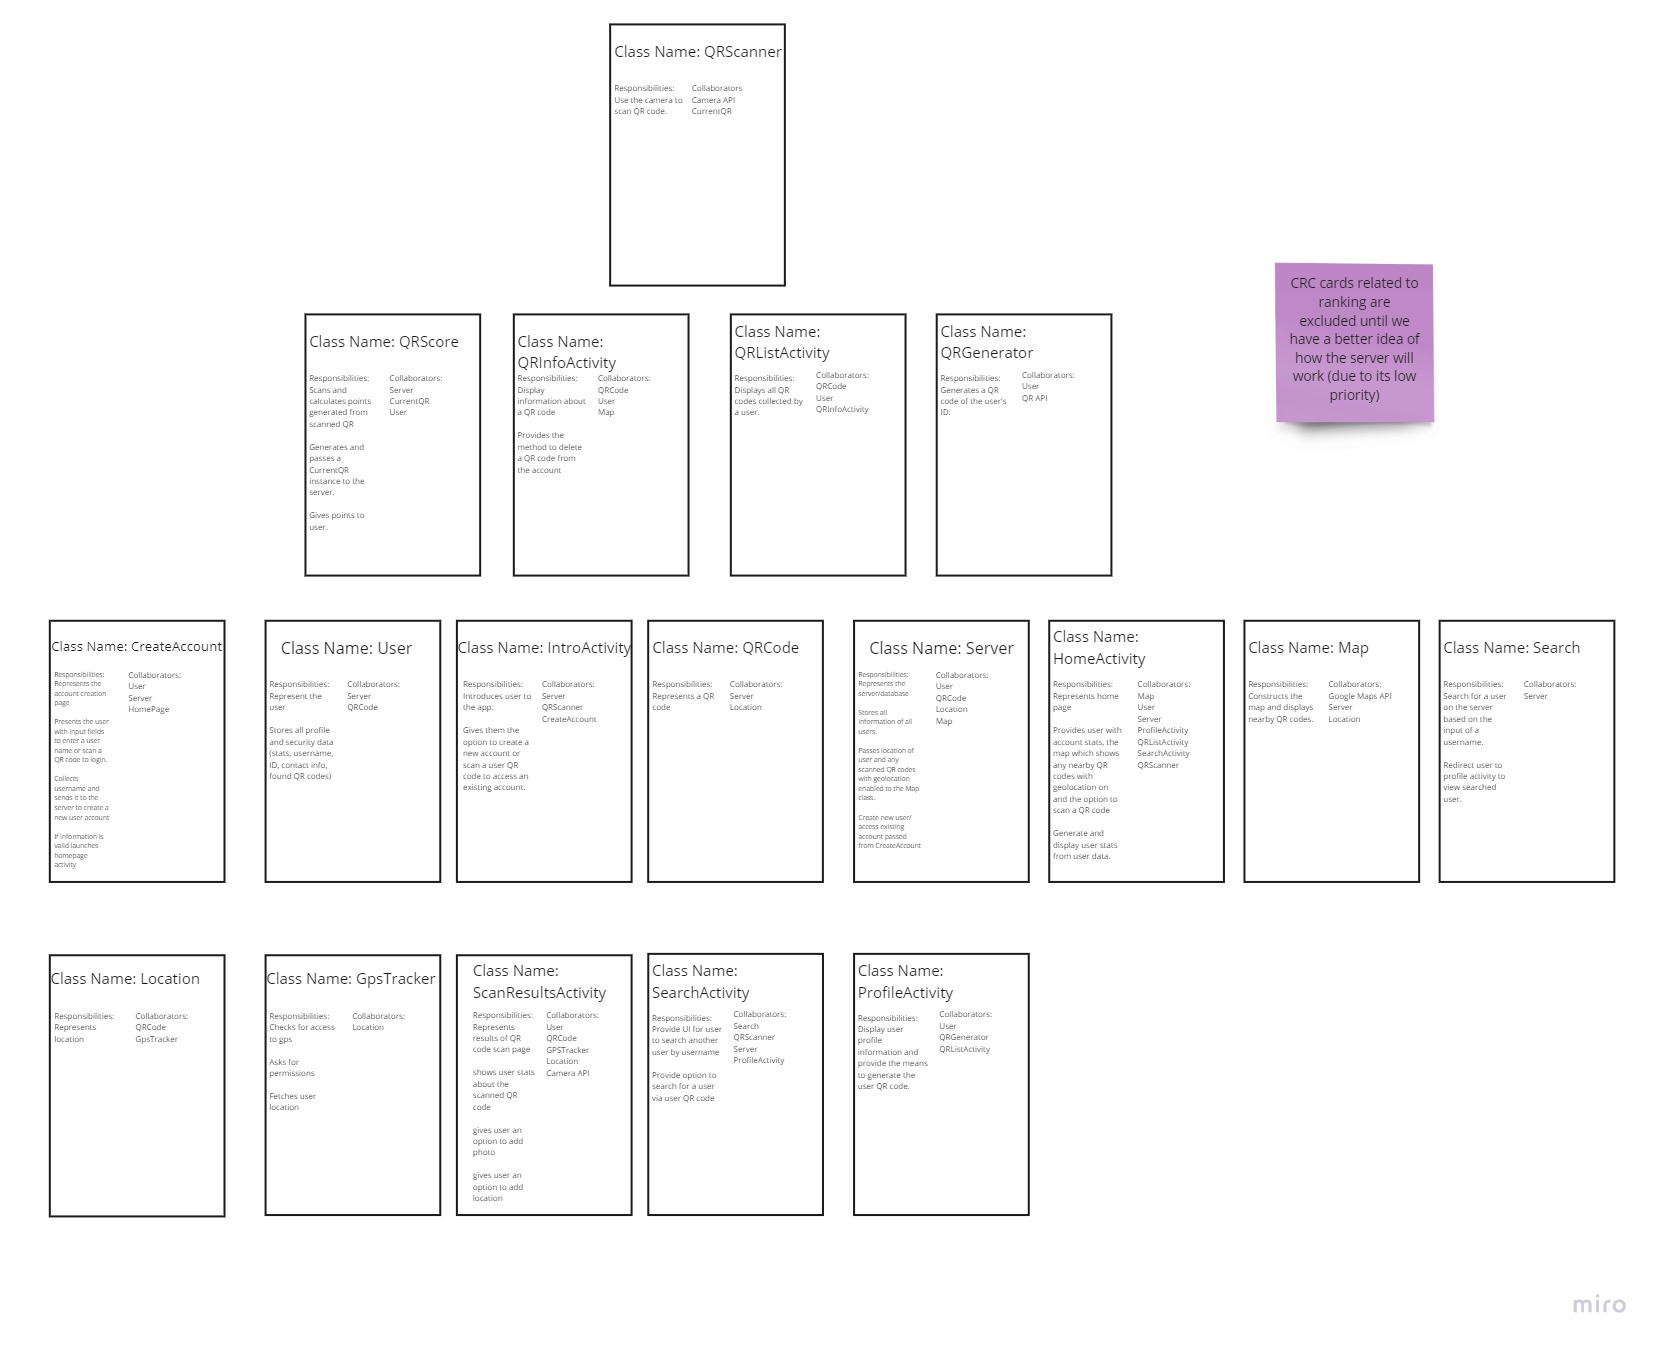 Class Name: QRScanner
Responsibilities:
Use the camera to
scan QR code.
Collaborators
Camera API
CurrentQR
CRC cards related to
ranking are
excluded until we
have a better idea of
how the server will
work (due to its low
priority)
Class Name: QRScore
Responsibilities:
Scans and
calculates points
generated from
scanned QR
Generates and
passes a
CurrentQR
instance to the
server.
Gives points to
user.
Collaborators:
Server
CurrentQR
User
Class Name:
QRInfoActivity
Responsibilities:
Display
information about
a QR code
Provides the
method to delete
a QR code from
the account
Collaborators:
QRCode
User
Map
Class Name:
QRListActivity
Responsibilities:
Displays all QR
codes collected by
a user.
Collaborators:
QRCode
User
QRInfoActivity
Class Name:
QRGenerator
Responsibilities:
Generates a QR
code of the user's
ID.
Collaborators:
User
QR API
Class Name: CreateAccount
Responsibilities:
Represents the
account creation
page
Presents the user
with input fields
to enter a user
name or scan a
QR code to login.
Collects
username and
sends it to the
server to create a
new user account
If information is
valid launches
homepage
activity
Collaborators:
User
Server
HomePage
Class Name: User
Responsibilities:
Represent the
user
Stores all profile
and security data
(stats, username,
ID, contact info,
found QR codes)
Collaborators:
Server
QRCode
Class Name: IntroActivity
Responsibilities:
Introduces user to
the app.
Gives them the
option to create a
new account or
scan a user QR
code to access an
existing account.
Collaborators:
Server
QRScanner
CreateAccount
Class Name: QRCode
Responsibilities:
Represents a QR
code
Collaborators:
Server
Location
Class Name: Server
Responsibilities:
Represents the
server/database
Stores all
information of all
users.
Passes location of
user and any
scanned QR codes
with geolocation
enabled to the Map
class.
Create new user/
access existing
account passed
from CreateAccount
Collaborators:
User
QRCode
Location
Map
Class Name:
HomeActivity
Responsibilities:
Represents home
page
Provides user with
account stats, the
map which shows
any nearby QR
codes with
geolocation on
and the option to
scan a QR code
Generate and
display user stats
from user data.
Collaborators:
Map
User
Server
ProfileActivity
QRListActivity
SearchActivity
QRScanner
Class Name: Map
Responsibilities:
Constructs the
map and displays
nearby QR codes.
Collaborators:
Google Maps API
Server
Location
Class Name: Search
Responsibilities:
Search for a user
on the server
based on the
input of a
username.
Redirect user to
profile activity to
view searched
user.
Collaborators:
Server
Class Name: Location
Responsibilities:
Represents
location
Collaborators:
QRCode
GpsTracker
Class Name: GpsTracker
Responsibilities:
Checks for access
to gps
Asks for
permissions
Fetches user
location
Collaborators:
Location
Class Name:
ScanResultsActivity
Responsibilities:
Represents
results of QR
code scan page
shows user stats
about the
scanned QR
code
gives user an
option to add
photo
gives user an
option to add
location
Collaborators:
User
QRCode
GPSTracker
Location
Camera API
Class Name:
SearchActivity
Responsibilities:
Provide UI for user
to search another
user by username
Provide option to
search for a user
via user QR code
Collaborators:
Search
QRScanner
Server
ProfileActivity
Class Name:
ProfileActivity
Responsibilities:
Display user
profile
information and
provide the means
to generate the
user QR code.
Collaborators:
User
QRGenerator
QRListActivity
miro